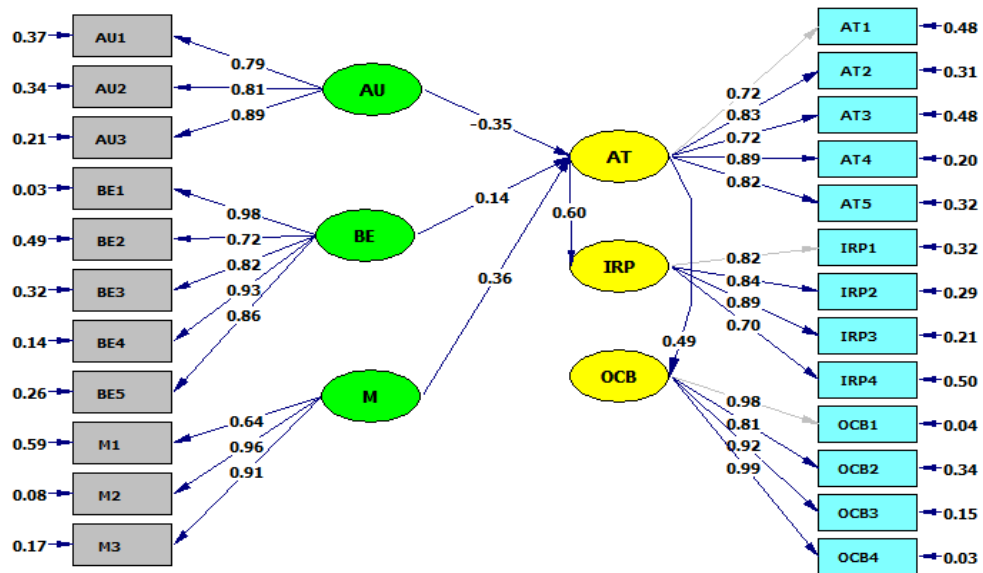 0.37 AU1
0.34 AU2
0.21 AU3
0.03 BE1
0.49 BE2
0.32 BE3
0.14 BE4
0.26 BE5
0.59 M1
0.08 M2
0.17 M3
0.79
0.81
0.89
0.98
0.72
0.82
0.93
0.86
0.64
0.96
0.91
AU
BE
M
-0.35
0.14
0.36
AT
0.60
IRP
0.49
OCB
0.72
0.83
0.72
0.89
0.82
0.82
0.84
0.89
0.70
0.98
0.81
0.92
0.99
AT1 0.48
AT2 0.31
AT3 0.48
AT4 0.20
AT5 0.32
IRP1 0.32
IRP2 0.29
IRP3 0.21
IRP4 0.50
OCB1 0.04
OCB2 0.34
OCB3 0.15
OCB4 0.03